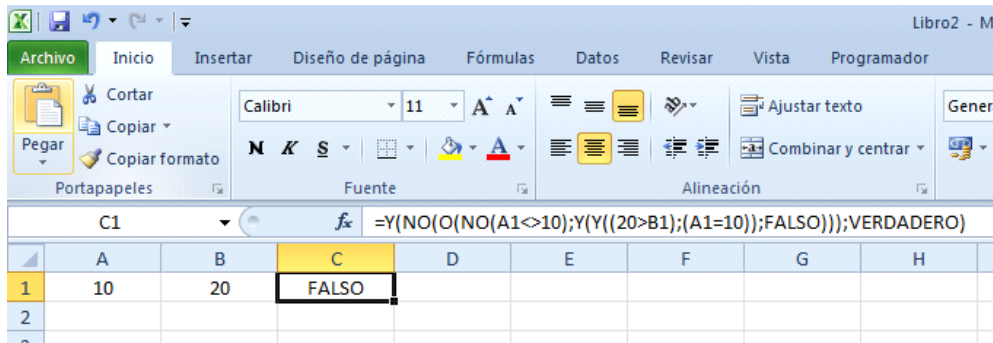 Libro2 - M
Archivo Inicio Insertar Diseño de página Fórmulas Datos Revisar Vista Programador
Pegar
Cortar
Copiar
Copiar formato
Portapapeles
Calibri 11 A A
N K S A
Fuente
Ajustar texto
Combinar y centrar
Alineación
Gener
C1 fx =Y(NO(O(NO(A1<>10);Y(Y((20>B1);(A1=10));FALSO)));VERDADERO)
A B C D E F G H
1 10 20 FALSO
2